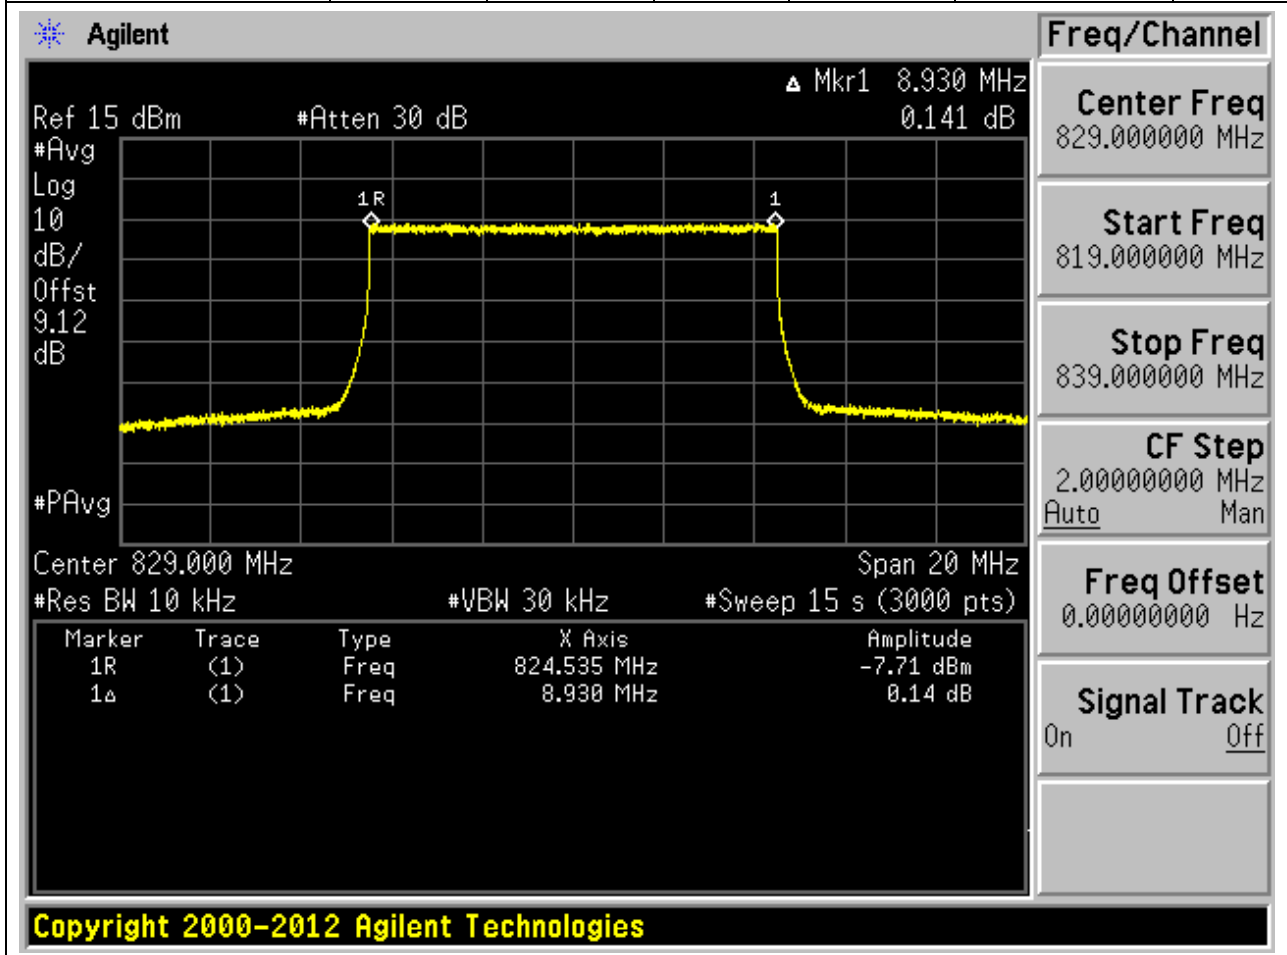 Agilent
Freq/Channel
Δ Mkr1 8.930 MHz
Ref 15 dBm #Atten 30 dB 0.141 dB
#Avg
Log
10
dB/
Offst
9.12
dB
1R 1
#PAvg
Center 829.000 MHz Span 20 MHz
#Res BW 10 kHz #VBW 30 kHz #Sweep 15 s (3000 pts)
Marker Trace Type X Axis Amplitude
1R (1) Freq 824.535 MHz -7.71 dBm
1Δ (1) Freq 8.930 MHz 0.14 dB
Center Freq
829.000000 MHz
Start Freq
819.000000 MHz
Stop Freq
839.000000 MHz
CF Step
2.00000000 MHz
Auto Man
Freq Offset
0.00000000 Hz
Signal Track
On Off
Copyright 2000-2012 Agilent Technologies